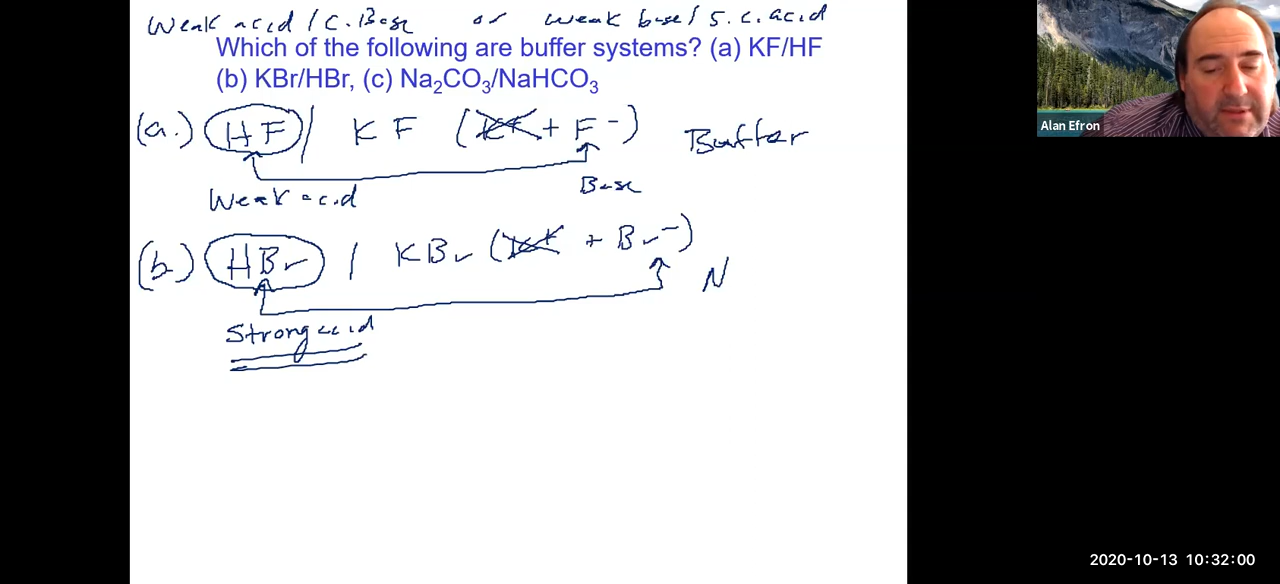 Weak acid / C. Base or weak base / S. C. acid
Which of the following are buffer systems? (a) KF/HF
(b) KBr/HBr, (c) Na₂CO₃/NaHCO₃
(a.) HF / KF (K+ + F⁻) Buffer
Weak acid Base
(b.) HBr / KBr (K+ + Br⁻) N
Strong acid
Alan Efron
2020-10-13 10:32:00